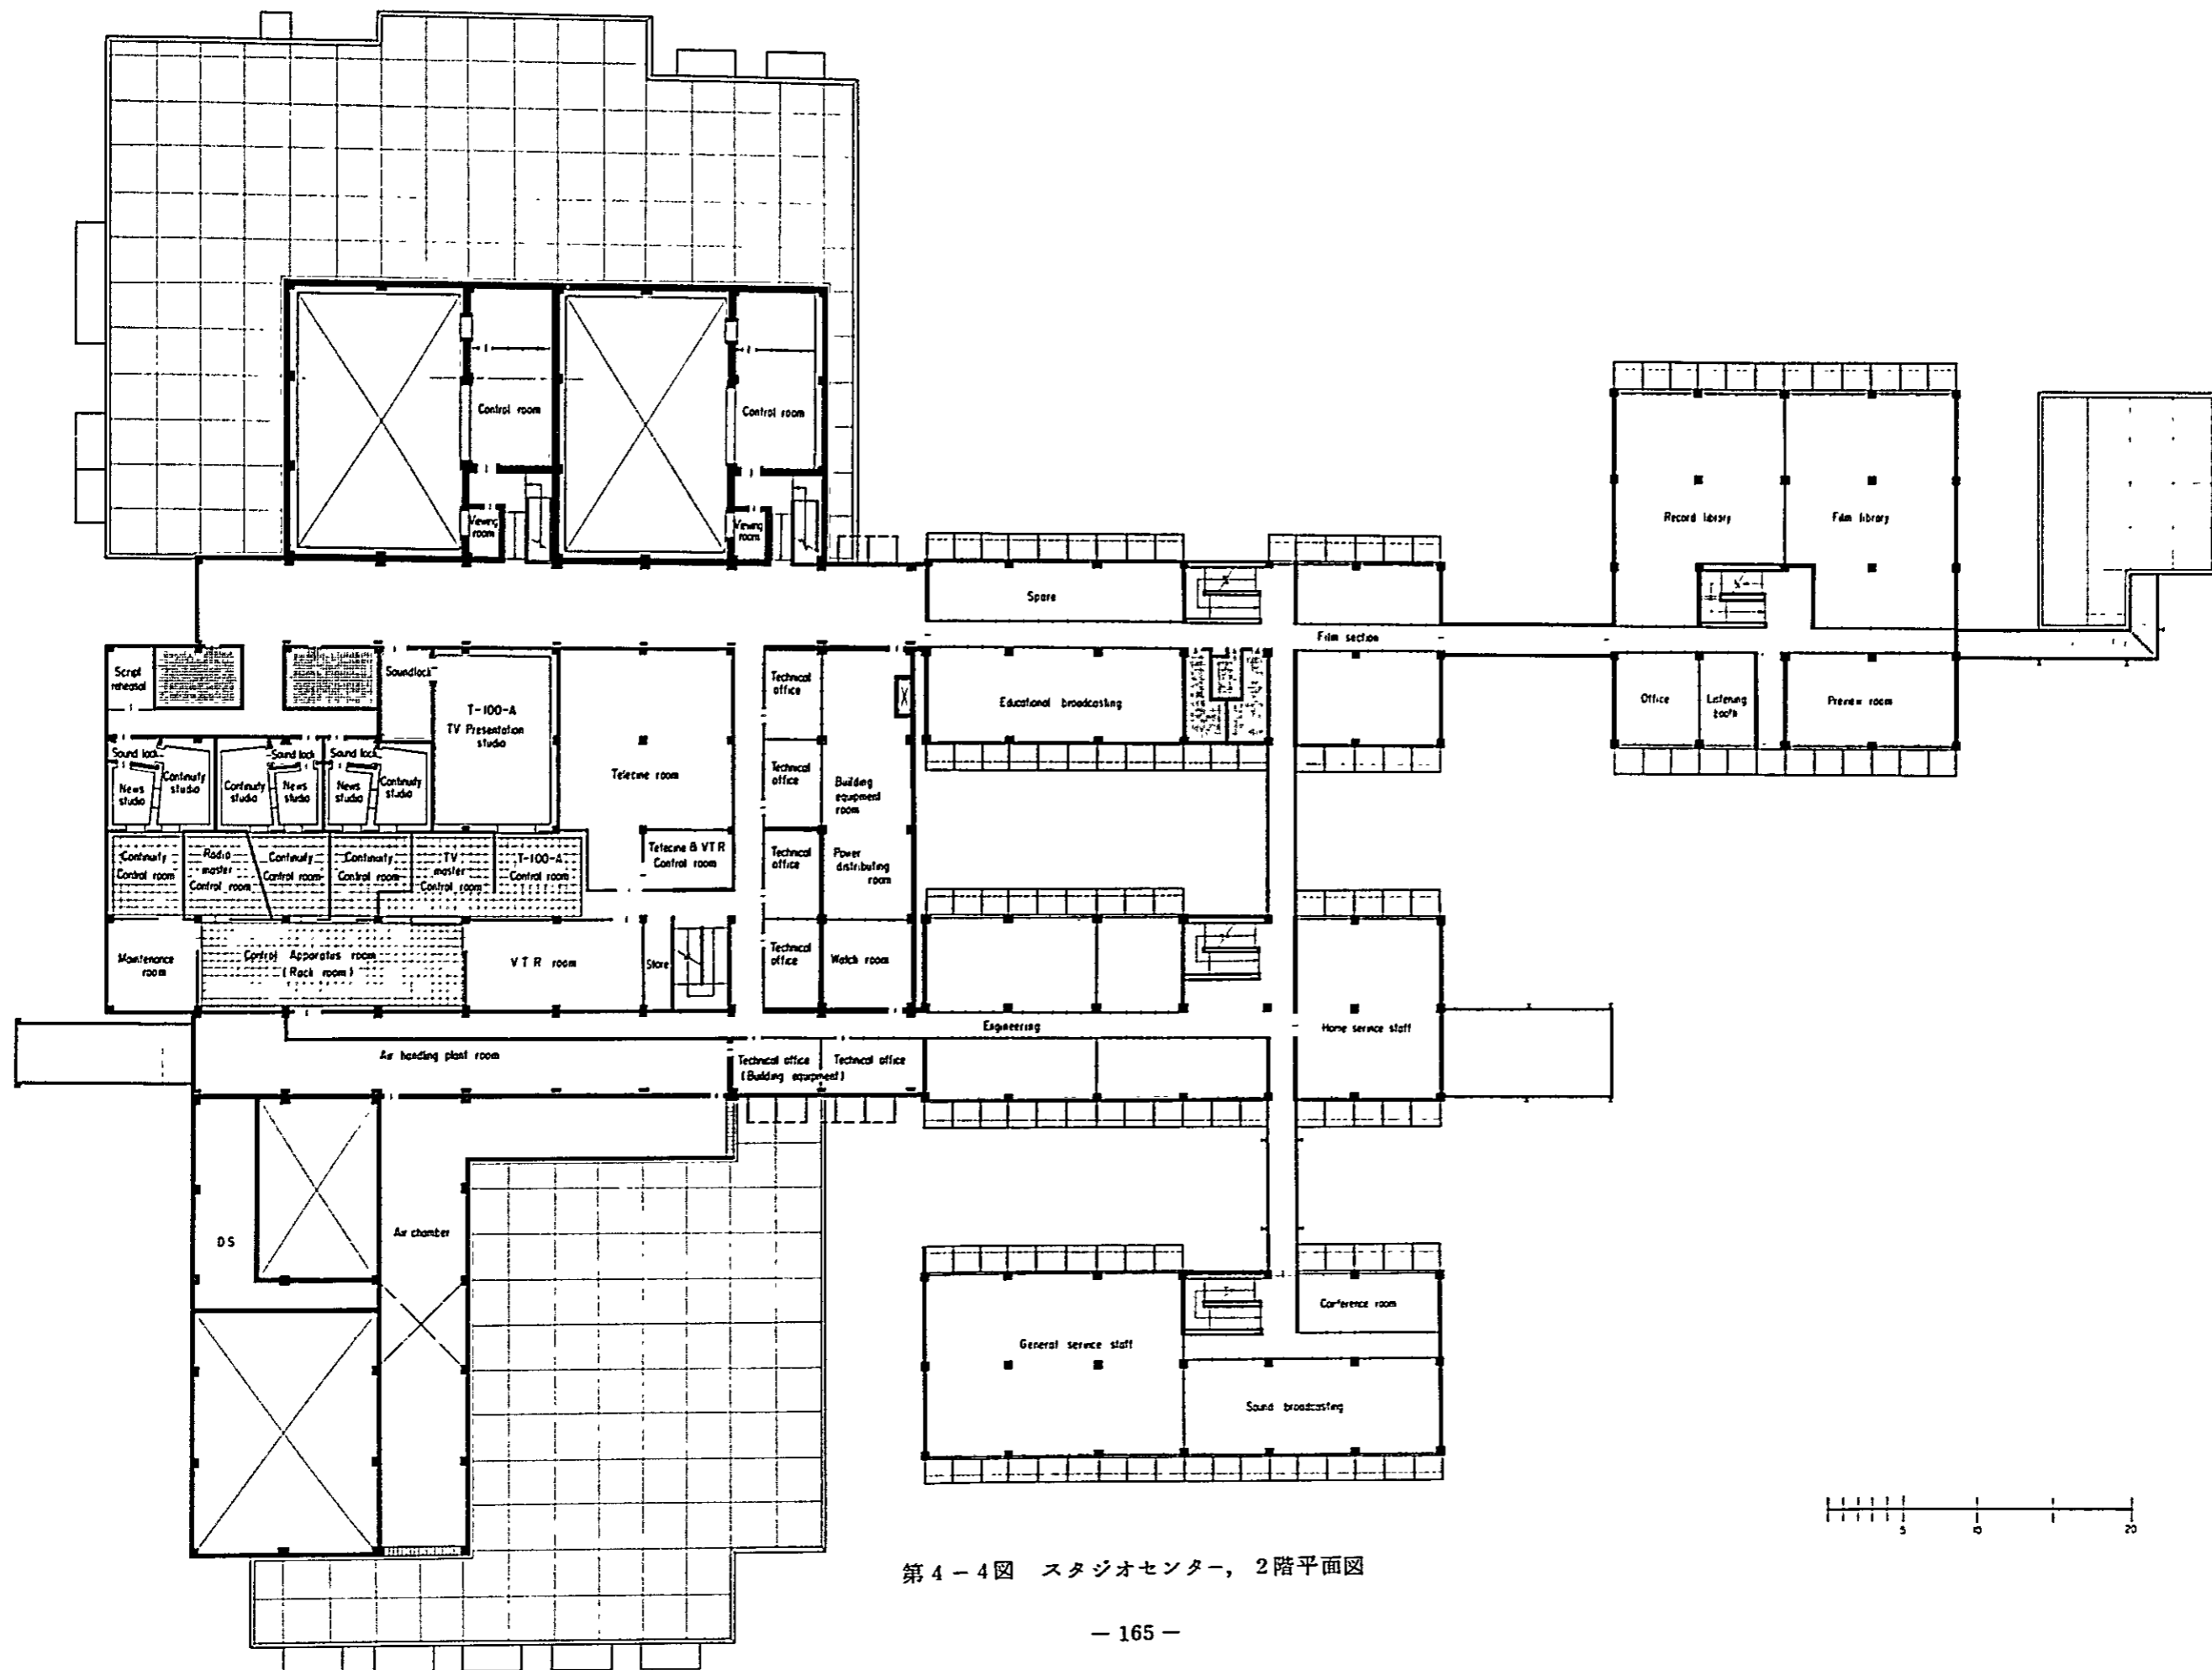 Control room
Control room
Viewing
room
Viewing
room
Record library
Film library
Spare
Film section
Script
rehersal
Soundlock
T-100-A
TV Presentation
studio
Technical
office
Educational broadcasting
Office
Listening
booth
Preview room
Sound lock
Sound lock
Sound lock
News
studio
Continuity
studio
Continuity
studio
News
studio
News
studio
Continuity
studio
Telecine room
Technical
office
Building
equipment
room
Continuity
Control room
Radio
master
Control room
Continuity
Control room
Continuity
Control room
TV
master
Control room
T-100-A
Control room
Telecine & VTR
Control room
Technical
office
Power
distributing
room
Maintenance
room
Control Apparatus room
(Rack room)
VTR room
Store
Technical
office
Watch room
Engineering
Home service staff
Air handling plant room
Technical office
(Building equipment)
Technical office
DS
Air chamber
Conference room
General service staff
Sound broadcasting
5
10
20
第4-4図 スタジオセンター, 2階平面図
— 165 —